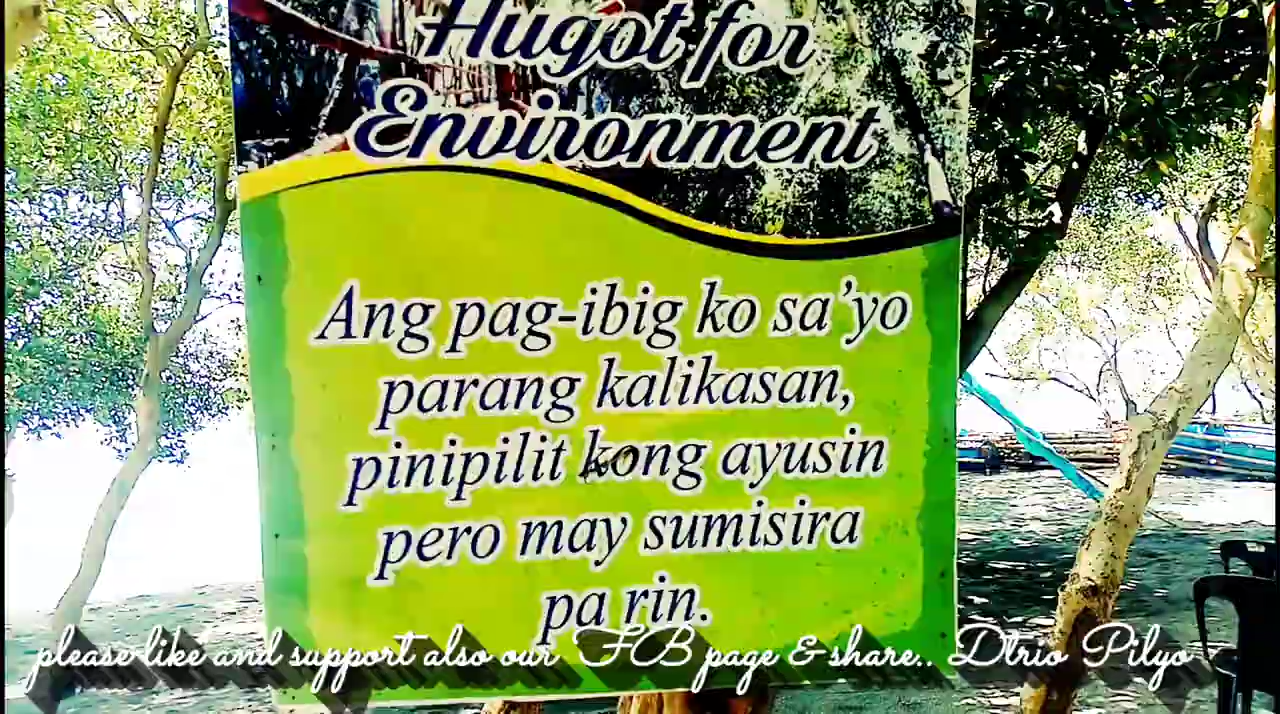 Hugot for
Environment
Ang pag-ibig ko sa'yo
parang kalikasan,
pinipilit kong ayusin
pero may sumisira
pa rin.
please like and support also our FB page & share.. Dtrio Pilyo